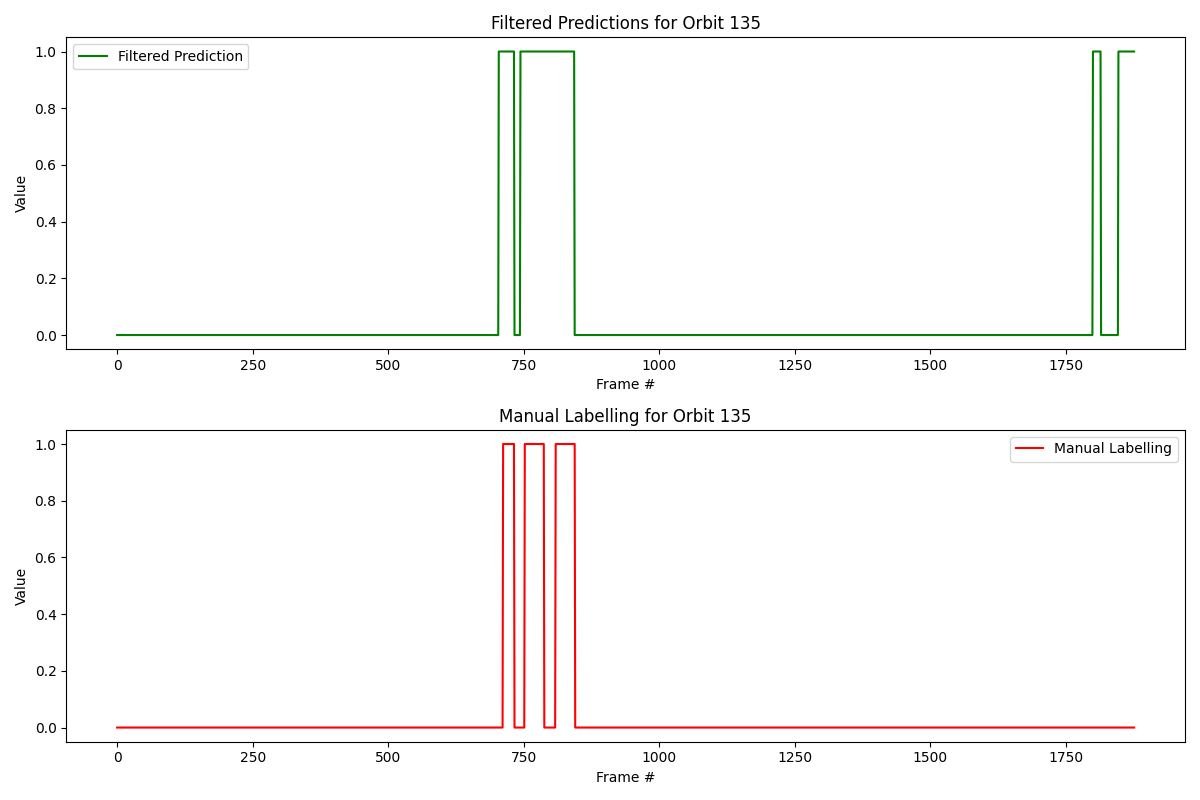 Filtered Predictions for Orbit 135
Filtered Prediction
Value
1.0
0.8
0.6
0.4
0.2
0.0
0 250 500 750 1000 1250 1500 1750
Frame #
Manual Labelling for Orbit 135
Manual Labelling
Value
1.0
0.8
0.6
0.4
0.2
0.0
0 250 500 750 1000 1250 1500 1750
Frame #